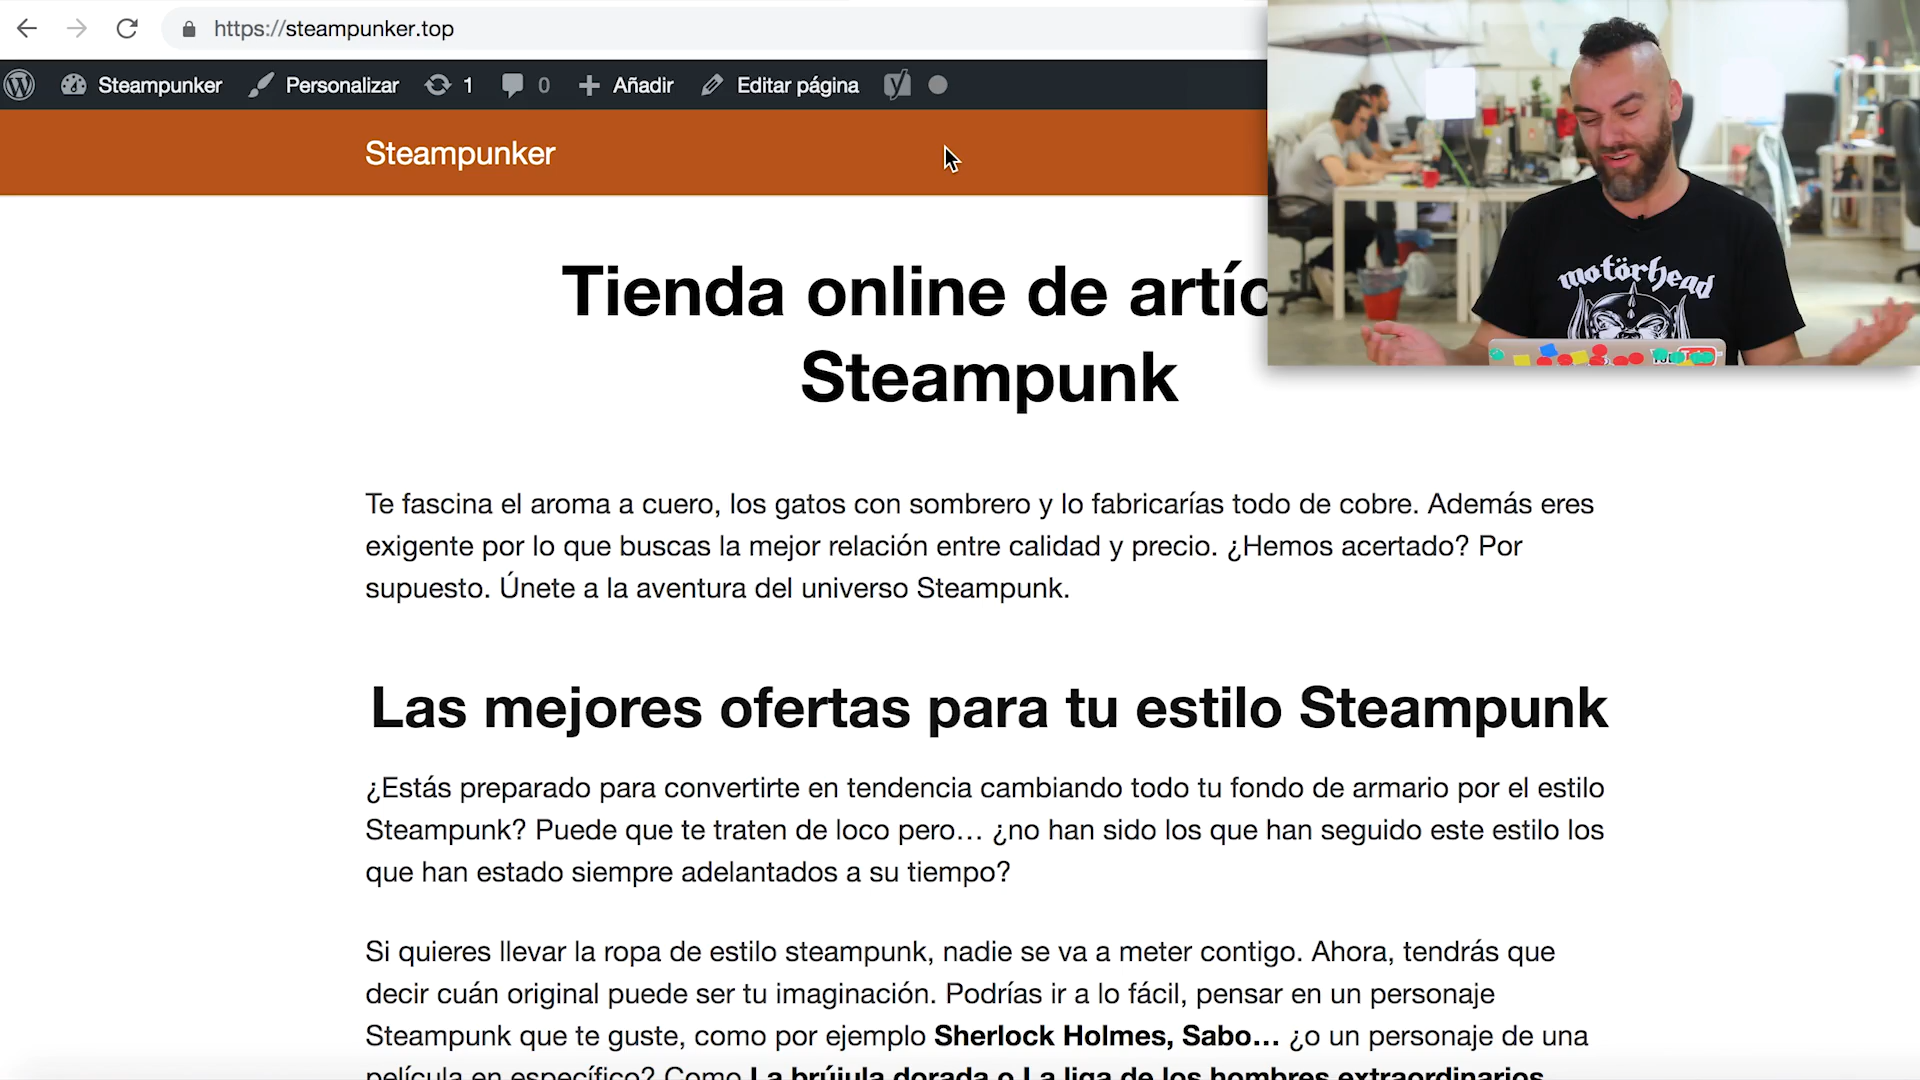 https://steampunker.top
Steampunker Personalizar 1 0 Añadir Editar página
Steampunker
motörhead
Tienda online de artíc
Steampunk
Te fascina el aroma a cuero, los gatos con sombrero y lo fabricarías todo de cobre. Además eres
exigente por lo que buscas la mejor relación entre calidad y precio. ¿Hemos acertado? Por
supuesto. Únete a la aventura del universo Steampunk.
Las mejores ofertas para tu estilo Steampunk
¿Estás preparado para convertirte en tendencia cambiando todo tu fondo de armario por el estilo
Steampunk? Puede que te traten de loco pero… ¿no han sido los que han seguido este estilo los
que han estado siempre adelantados a su tiempo?
Si quieres llevar la ropa de estilo steampunk, nadie se va a meter contigo. Ahora, tendrás que
decir cuán original puede ser tu imaginación. Podrías ir a lo fácil, pensar en un personaje
Steampunk que te guste, como por ejemplo Sherlock Holmes, Sabo… ¿o un personaje de una
película en específico? Como La brújula dorada o La liga de los hombres extraordinarios